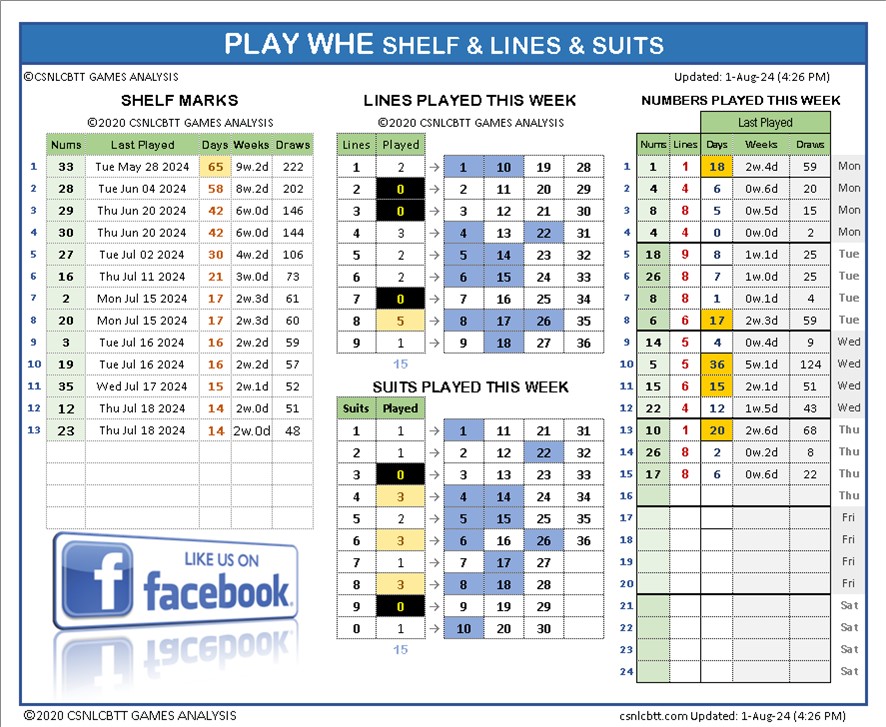 PLAY WHE SHELF & LINES & SUITS
©CSNLCBTT GAMES ANALYSIS
Updated: 1-Aug-24 (4:26 PM)
SHELF MARKS
©2020 CSNLCBTT GAMES ANALYSIS
Nums Last Played Days Weeks Draws
1 33 Tue May 28 2024 65 9w.2d 222
2 28 Tue Jun 04 2024 58 8w.2d 202
3 29 Thu Jun 20 2024 42 6w.0d 146
4 30 Thu Jun 20 2024 42 6w.0d 144
5 27 Tue Jul 02 2024 30 4w.2d 106
6 16 Thu Jul 11 2024 21 3w.0d 73
7 2 Mon Jul 15 2024 17 2w.3d 61
8 20 Mon Jul 15 2024 17 2w.3d 60
9 3 Tue Jul 16 2024 16 2w.2d 59
10 19 Tue Jul 16 2024 16 2w.2d 57
11 35 Wed Jul 17 2024 15 2w.1d 52
12 12 Thu Jul 18 2024 14 2w.0d 51
13 23 Thu Jul 18 2024 14 2w.0d 48
LIKE US ON
facebook
LINES PLAYED THIS WEEK
©2020 CSNLCBTT GAMES ANALYSIS
Lines Played
1 2 → 1 10 19 28
2 0 → 2 11 20 29
3 0 → 3 12 21 30
4 3 → 4 13 22 31
5 2 → 5 14 23 32
6 2 → 6 15 24 33
7 0 → 7 16 25 34
8 5 → 8 17 26 35
9 1 → 9 18 27 36
15
SUITS PLAYED THIS WEEK
Suits Played
1 1 → 1 11 21 31
2 1 → 2 12 22 32
3 0 → 3 13 23 33
4 3 → 4 14 24 34
5 2 → 5 15 25 35
6 3 → 6 16 26 36
7 1 → 7 17 27
8 3 → 8 18 28
9 0 → 9 19 29
0 1 → 10 20 30
15
NUMBERS PLAYED THIS WEEK
Last Played
Nums Lines Days Weeks Draws
1 1 1 18 2w.4d 59 Mon
2 4 4 6 0w.6d 20 Mon
3 8 8 5 0w.5d 15 Mon
4 4 4 0 0w.0d 2 Mon
5 18 9 8 1w.1d 25 Tue
6 26 8 7 1w.0d 25 Tue
7 8 8 1 0w.1d 4 Tue
8 6 6 17 2w.3d 59 Tue
9 14 5 4 0w.4d 9 Wed
10 5 5 36 5w.1d 124 Wed
11 15 6 15 2w.1d 51 Wed
12 22 4 12 1w.5d 43 Wed
13 10 1 20 2w.6d 68 Thu
14 26 8 2 0w.2d 8 Thu
15 17 8 6 0w.6d 22 Thu
16 Thu
17 Fri
18 Fri
19 Fri
20 Fri
21 Sat
22 Sat
23 Sat
24 Sat
©2020 CSNLCBTT GAMES ANALYSIS
csnlcbtt.com Updated: 1-Aug-24 (4:26 PM)